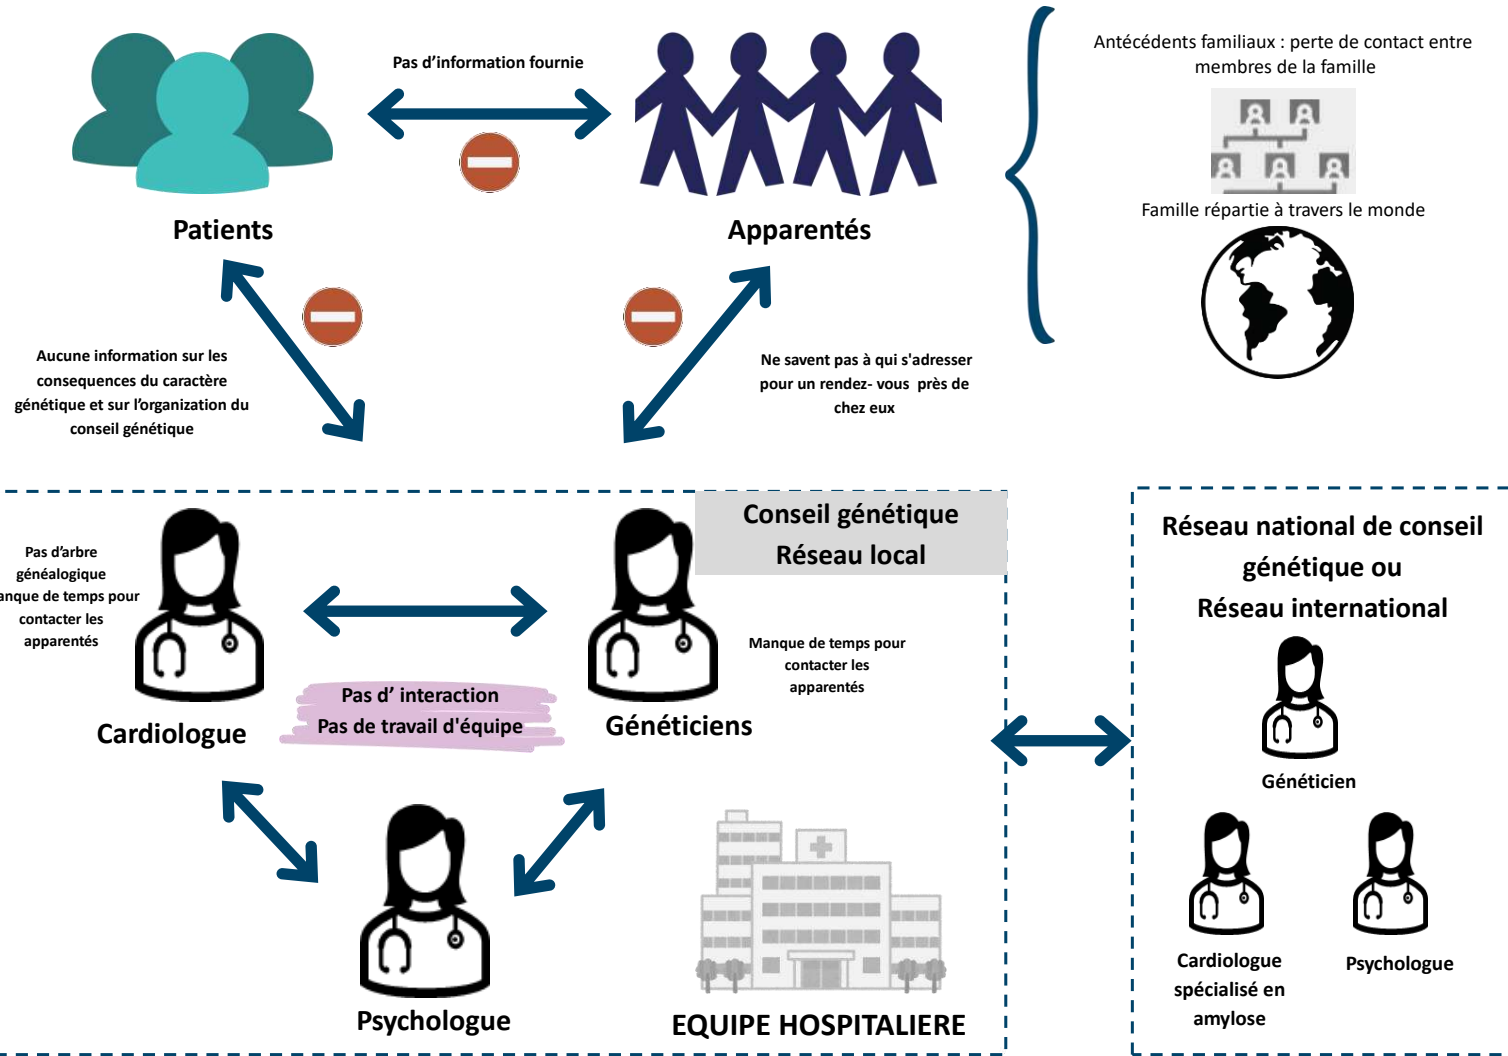 Pas d'information fournie
Antécédents familiaux : perte de contact entre
membres de la famille
Famille répartie à travers le monde
Patients
Apparentés
Aucune information sur les
consequences du caractère
génétique et sur l'organization du
conseil génétique
Ne savent pas à qui s'adresser
pour un rendez- vous près de
chez eux
Conseil génétique
Réseau local
Pas d'arbre
généalogique
anque de temps pour
contacter les
apparentés
Manque de temps pour
contacter les
apparentés
Pas d' interaction
Pas de travail d'équipe
Cardiologue
Généticiens
Psychologue
EQUIPE HOSPITALIERE
Réseau national de conseil
génétique ou
Réseau international
Généticien
Cardiologue
spécialisé en
amylose
Psychologue